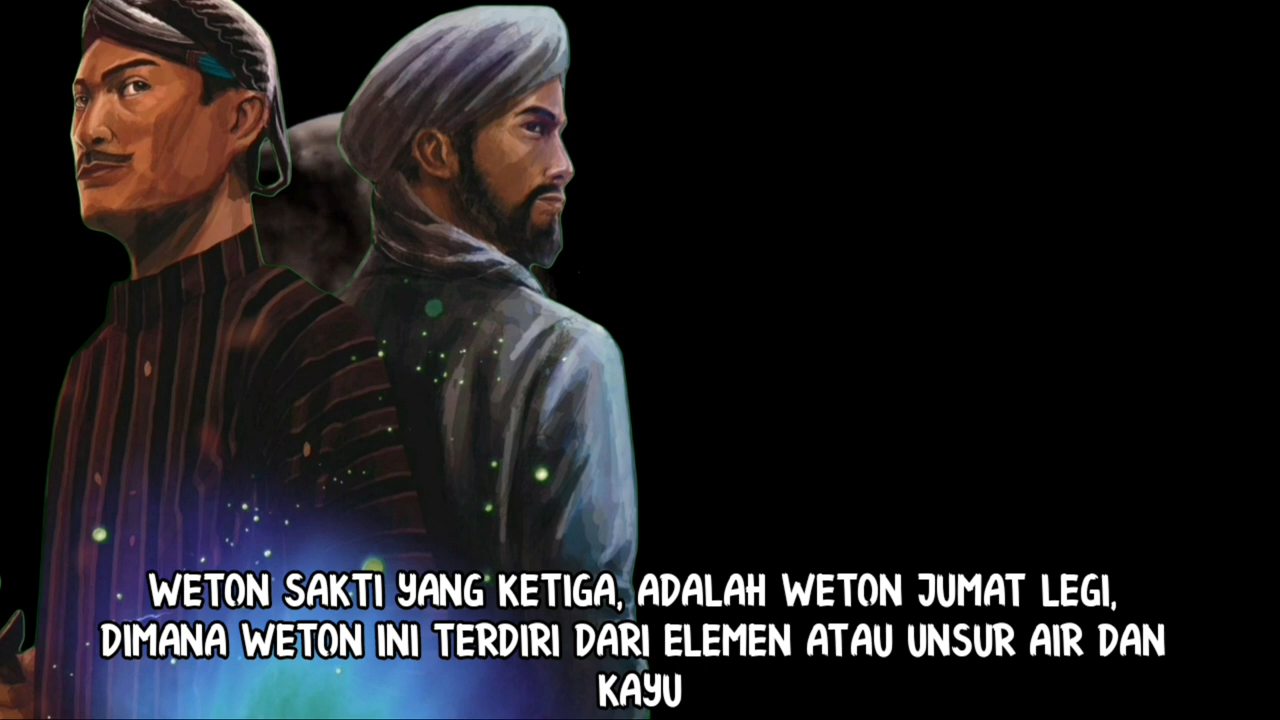 WETON SAKTI YANG KETIGA, ADALAH WETON JUMAT LEGI,
DIMANA WETON INI TERDIRI DARI ELEMEN ATAU UNSUR AIR DAN
KAYU